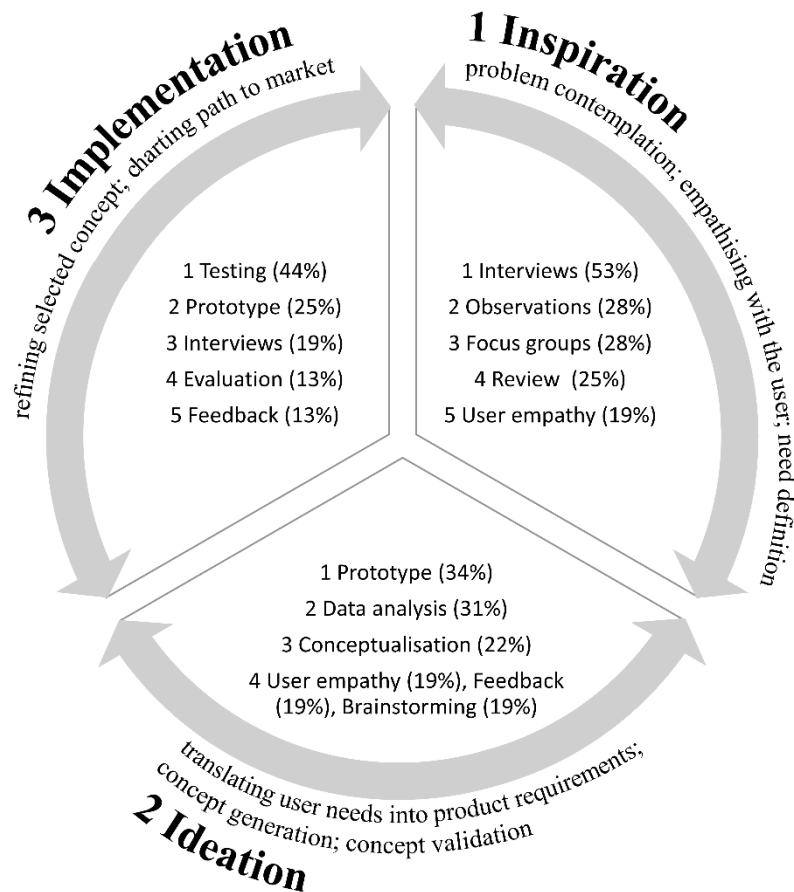 1 Inspiration
problem contemplation; empathising with the user; need definition
1 Interviews (53%)
2 Observations (28%)
3 Focus groups (28%)
4 Review  (25%)
5 User empathy (19%)
2 Ideation
translating user needs into product requirements;
concept generation; concept validation
1 Prototype (34%)
2 Data analysis (31%)
3 Conceptualisation (22%)
4 User empathy (19%), Feedback
(19%), Brainstorming (19%)
3 Implementation
refining selected concept; charting path to market
1 Testing (44%)
2 Prototype (25%)
3 Interviews (19%)
4 Evaluation (13%)
5 Feedback (13%)